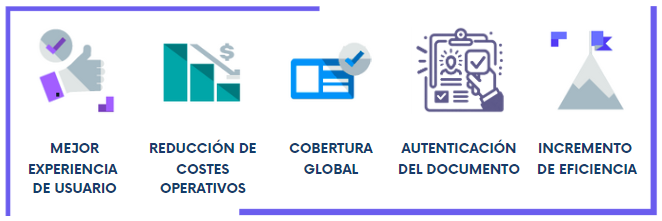 $
MEJOR
EXPERIENCIA
DE USUARIO
REDUCCIÓN DE
COSTES
OPERATIVOS
COBERTURA
GLOBAL
AUTENTICACIÓN
DEL DOCUMENTO
INCREMENTO
DE EFICIENCIA